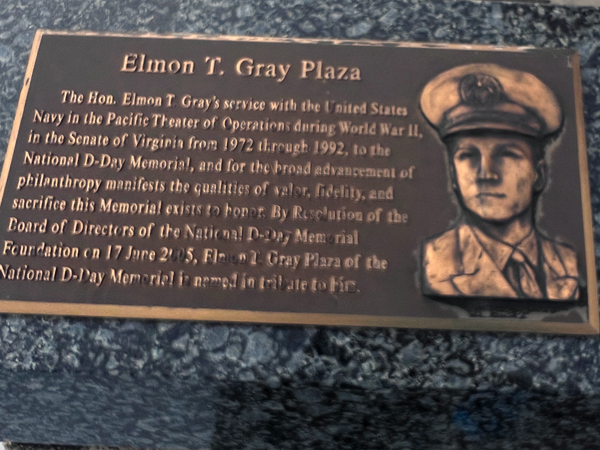 Elmon T. Gray Plaza
The Hon. Elmon T. Gray's service with the United States
Navy in the Pacific Theater of Operations during World War II,
in the Senate of Virginia from 1972 through 1992, to the
National D-Day Memorial, and for the broad advancement of
philanthropy manifests the qualities of valor, fidelity, and
sacrifice this Memorial exists to honor. By Resolution of the
Board of Directors of the National D-Day Memorial
Foundation on 17 June 2005, Elmon T. Gray Plaza of the
National D-Day Memorial is named in tribute to him.